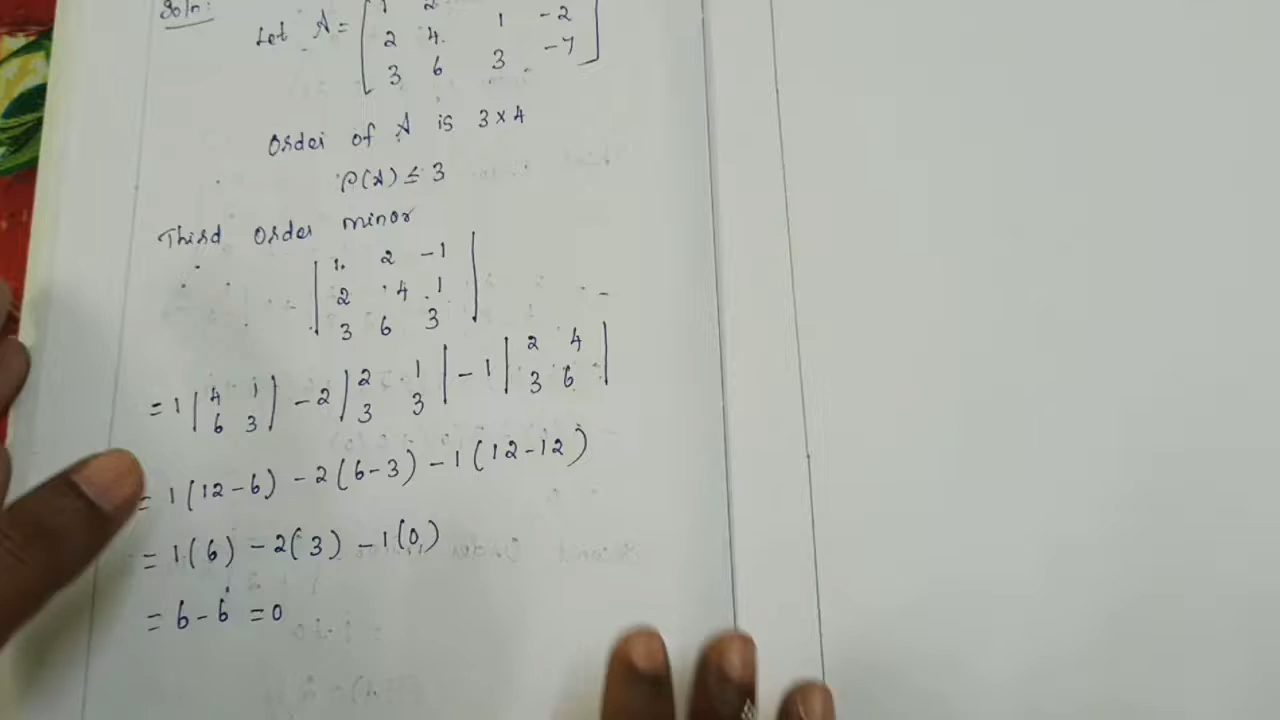 Soln:
Let A = [ 1 2
2 4 1 -2
3 6 3 -7 ]
Order of A is 3×4
ρ(A) ≤ 3
Third Order minor
| 1 2 -1 |
| 2 4 1 |
| 3 6 3 |
= 1 | 4 1 | - 2 | 2 1 | - 1 | 2 4 |
| 6 3 | | 3 3 | | 3 6 |
= 1(12-6) - 2(6-3) - 1(12-12)
= 1(6) - 2(3) - 1(0)
= 6-6 = 0